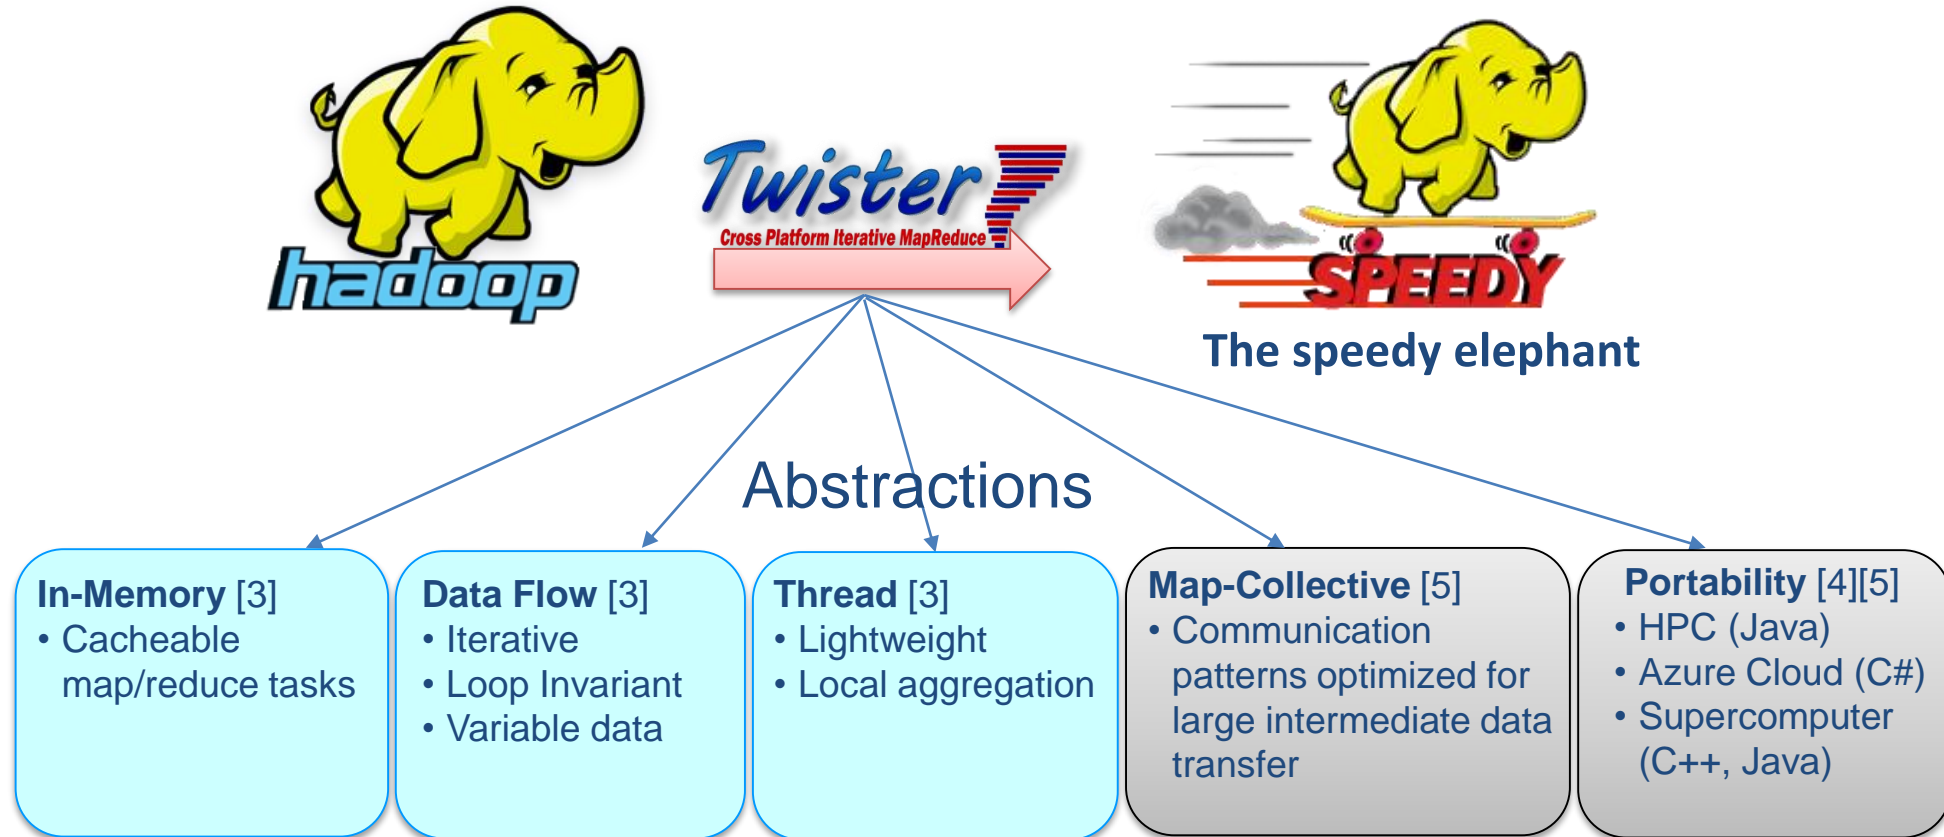 hadoop
Twister
Cross Platform Iterative MapReduce
SPEEDY
The speedy elephant
Abstractions
In-Memory [3]
• Cacheable
map/reduce tasks
Data Flow [3]
• Iterative
• Loop Invariant
• Variable data
Thread [3]
• Lightweight
• Local aggregation
Map-Collective [5]
• Communication
patterns optimized for
large intermediate data
transfer
Portability [4][5]
• HPC (Java)
• Azure Cloud (C#)
• Supercomputer
(C++, Java)